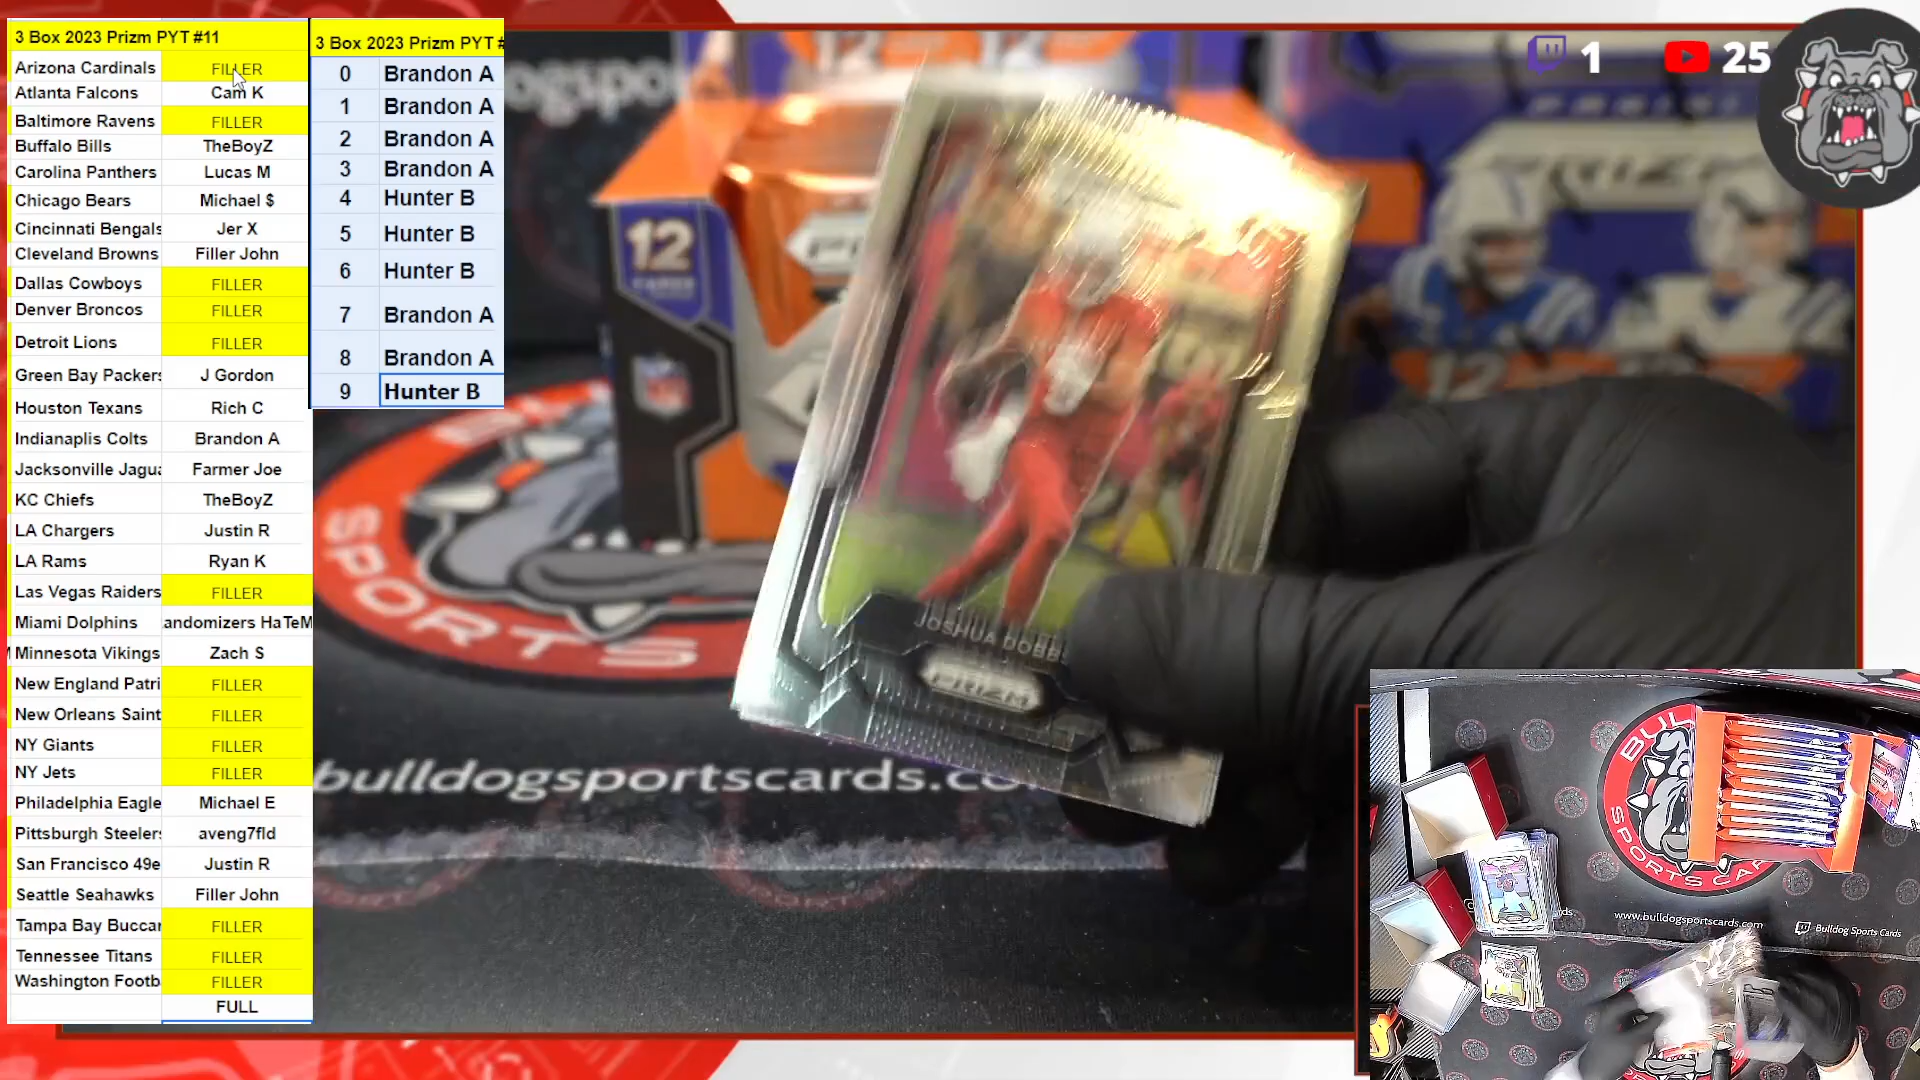 3 Box 2023 Prizm PYT #11
Arizona Cardinals FILLER
Atlanta Falcons Cam K
Baltimore Ravens FILLER
Buffalo Bills TheBoyZ
Carolina Panthers Lucas M
Chicago Bears Michael $
Cincinnati Bengals Jer X
Cleveland Browns Filler John
Dallas Cowboys FILLER
Denver Broncos FILLER
Detroit Lions FILLER
Green Bay Packers J Gordon
Houston Texans Rich C
Indianaplis Colts Brandon A
Jacksonville Jagua Farmer Joe
KC Chiefs TheBoyZ
LA Chargers Justin R
LA Rams Ryan K
Las Vegas Raiders FILLER
Miami Dolphins andomizers HaTeM
Minnesota Vikings Zach S
New England Patri FILLER
New Orleans Saint FILLER
NY Giants FILLER
NY Jets FILLER
Philadelphia Eagle Michael E
Pittsburgh Steelers aveng7fld
San Francisco 49e Justin R
Seattle Seahawks Filler John
Tampa Bay Buccar FILLER
Tennessee Titans FILLER
Washington Footb FILLER
FULL
3 Box 2023 Prizm PYT #
0 Brandon A
1 Brandon A
2 Brandon A
3 Brandon A
4 Hunter B
5 Hunter B
6 Hunter B
7 Brandon A
8 Brandon A
9 Hunter B
1
25
12
NFL
PRIZM
12
JOSHUA DOBB
PRIZM
SPORTS
bulldogsportscards.co
BUL
SPORTS CA
www.bulldogsportscards.com
Bulldog Sports Cards